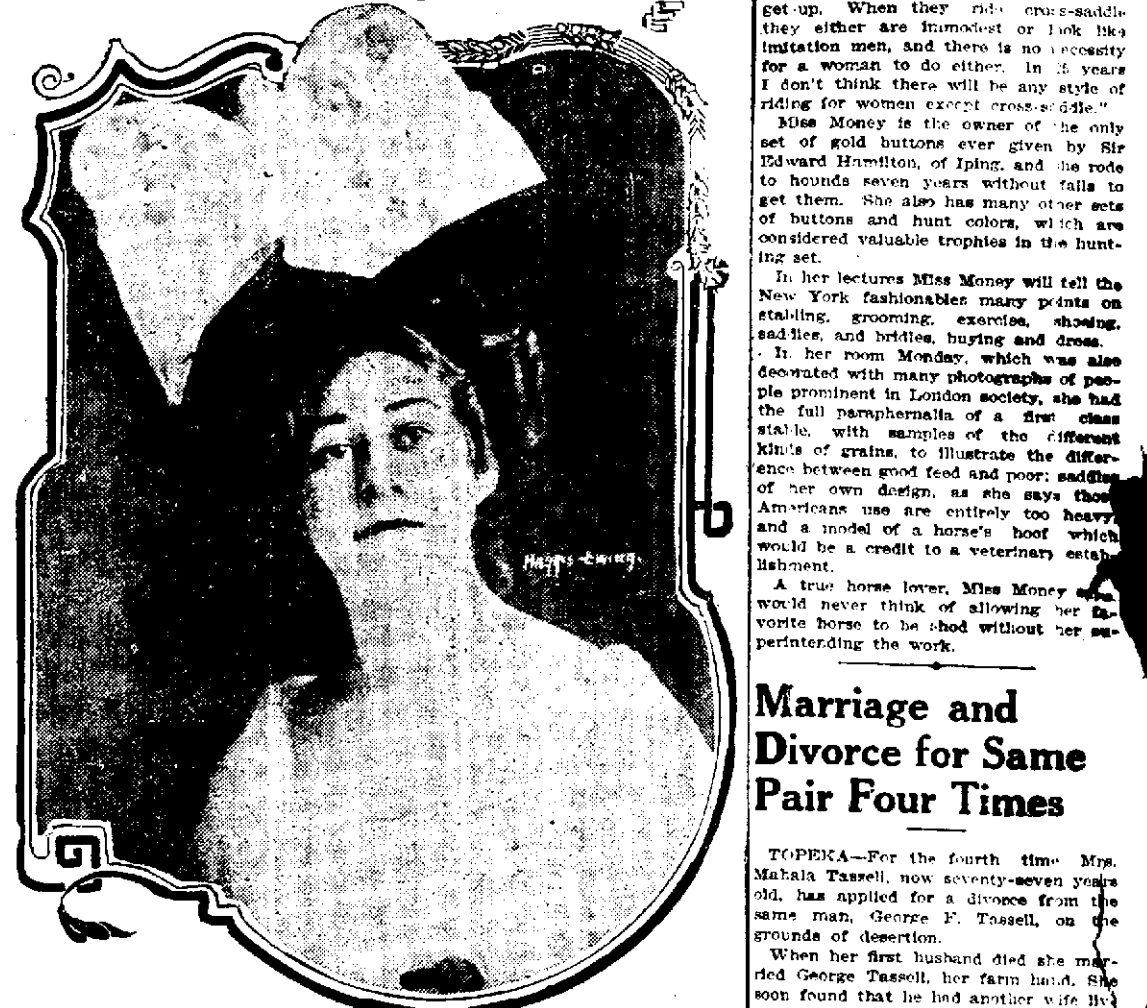 get-up. When they ride cross-saddle
they either are immodest or look like
imitation men, and there is no necessity
for a woman to do either. In years
I don't think there will be any style of
riding for women except cross-saddle."
Miss Money is the owner of the only
set of gold buttons ever given by Sir
Edward Hamilton, of Iping, and she rode
to hounds seven years without falls to
get them. She also has many other sets
of buttons and hunt colors, which are
considered valuable trophies in the hunt-
ing set.
In her lectures Miss Money will tell the
New York fashionables many points on
stabling, grooming, exercise, shoeing,
saddles, and bridles, buying and dress.
In her room Monday, which was also
decorated with many photographs of peo-
ple prominent in London society, she had
the full paraphernalia of a first class
stable, with samples of the different
kinds of grains, to illustrate the differ-
ence between good feed and poor; saddles
of her own design, as she says those
Americans use are entirely too heavy,
and a model of a horse's hoof which
would be a credit to a veterinary estab-
lishment.
A true horse lover, Miss Money
would never think of allowing her fa-
vorite horse to be shod without her su-
perintending the work.
Marriage and
Divorce for Same
Pair Four Times
TOPEKA—For the fourth time Mrs.
Mahala Tassell, now seventy-seven years
old, has applied for a divorce from the
same man, George F. Tassell, on the
grounds of desertion.
When her first husband died she mar-
ried George Tassell, her farm hand. She
soon found that he had another wife liv-